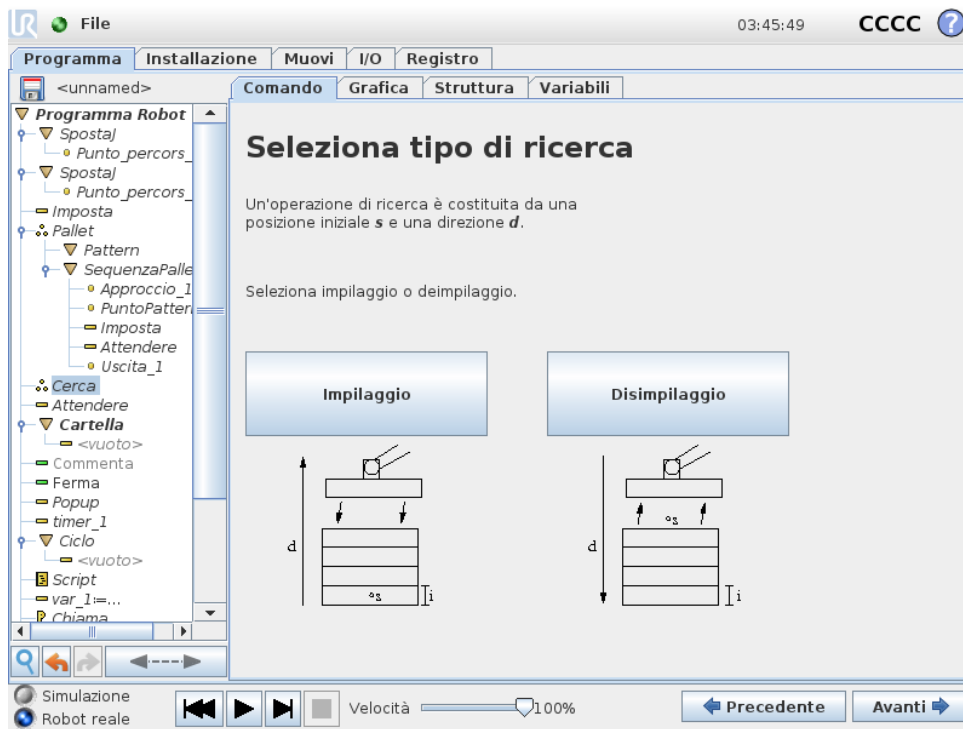 UR File 03:45:49 CCCC ?
Programma Installazione Muovi I/O Registro
<unnamed>
Comando Grafica Struttura Variabili
Programma Robot
SpostaJ
Punto_percors_
SpostaJ
Punto_percors_
Imposta
Pallet
Pattern
SequenzaPalle
Approccio_1
PuntoPatter
Imposta
Attendere
Uscita_1
Cerca
Attendere
Cartella
<vuoto>
Commenta
Ferma
Popup
timer_1
Ciclo
<vuoto>
Script
var_1:=...
Chiama
Seleziona tipo di ricerca
Un'operazione di ricerca è costituita da una
posizione iniziale s e una direzione d.
Seleziona impilaggio o deimpilaggio.
Impilaggio
Disimpilaggio
d
s
i
d
s
i
Simulazione
Robot reale
Velocità 100%
Precedente Avanti